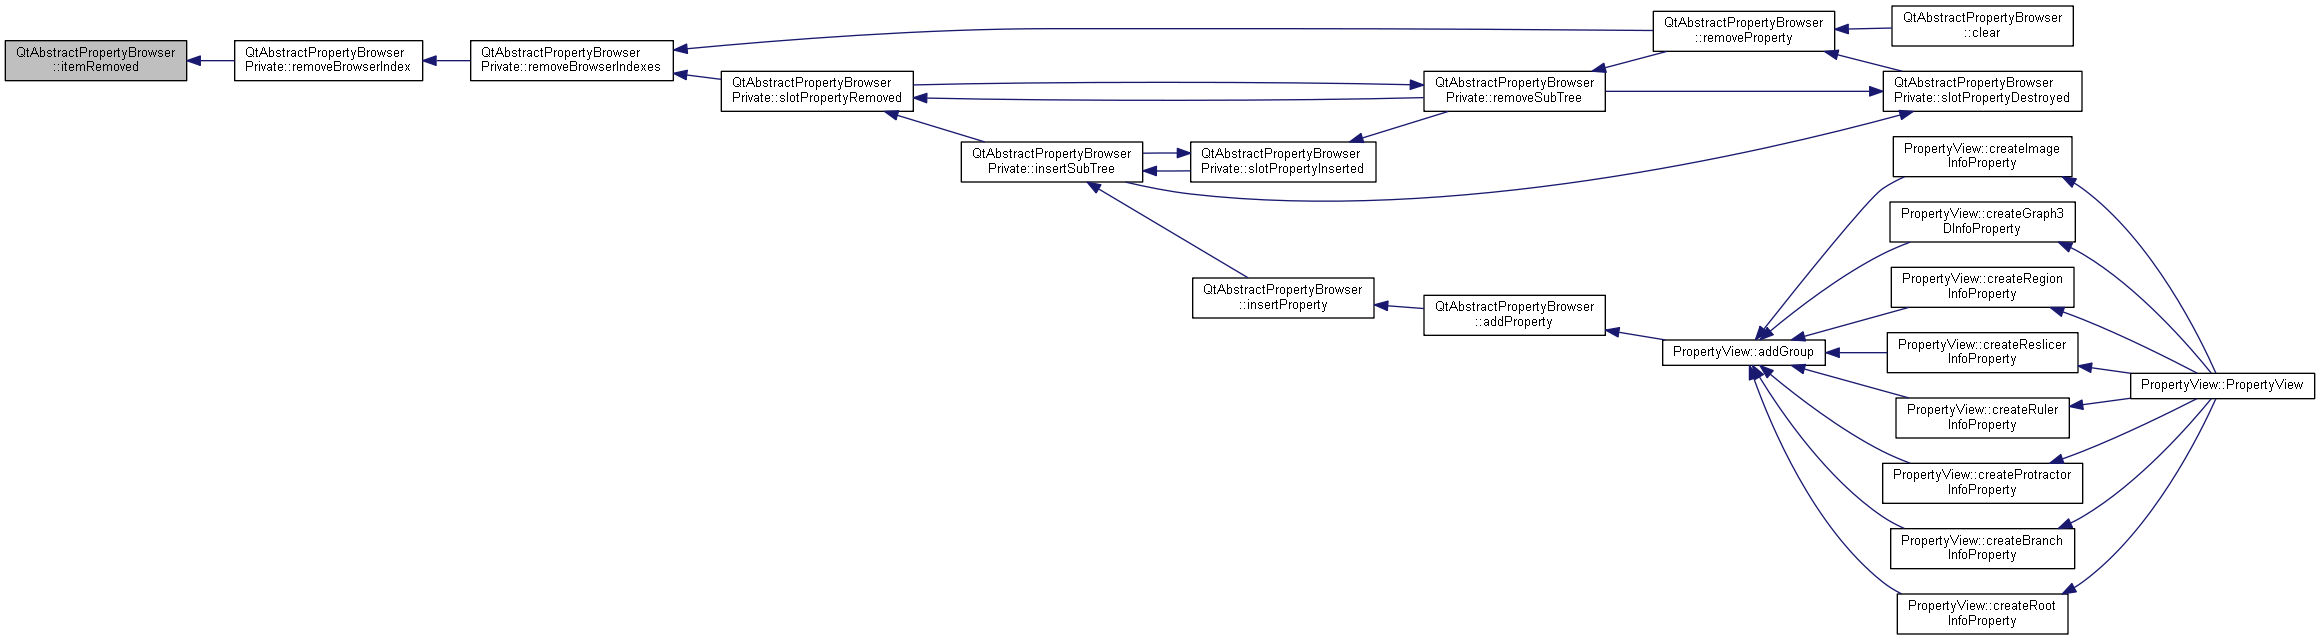 QtAbstractPropertyBrowser
::itemRemoved
QtAbstractPropertyBrowser
Private::removeBrowserIndex
QtAbstractPropertyBrowser
Private::removeBrowserIndexes
QtAbstractPropertyBrowser
::removeProperty
QtAbstractPropertyBrowser
::clear
QtAbstractPropertyBrowser
Private::slotPropertyRemoved
QtAbstractPropertyBrowser
Private::removeSubTree
QtAbstractPropertyBrowser
Private::slotPropertyDestroyed
QtAbstractPropertyBrowser
Private::insertSubTree
QtAbstractPropertyBrowser
Private::slotPropertyInserted
QtAbstractPropertyBrowser
::insertProperty
QtAbstractPropertyBrowser
::addProperty
PropertyView::addGroup
PropertyView::createImage
InfoProperty
PropertyView::createGraph3
DInfoProperty
PropertyView::createRegion
InfoProperty
PropertyView::createReslicer
InfoProperty
PropertyView::createRuler
InfoProperty
PropertyView::createProtractor
InfoProperty
PropertyView::createBranch
InfoProperty
PropertyView::createRoot
InfoProperty
PropertyView::PropertyView